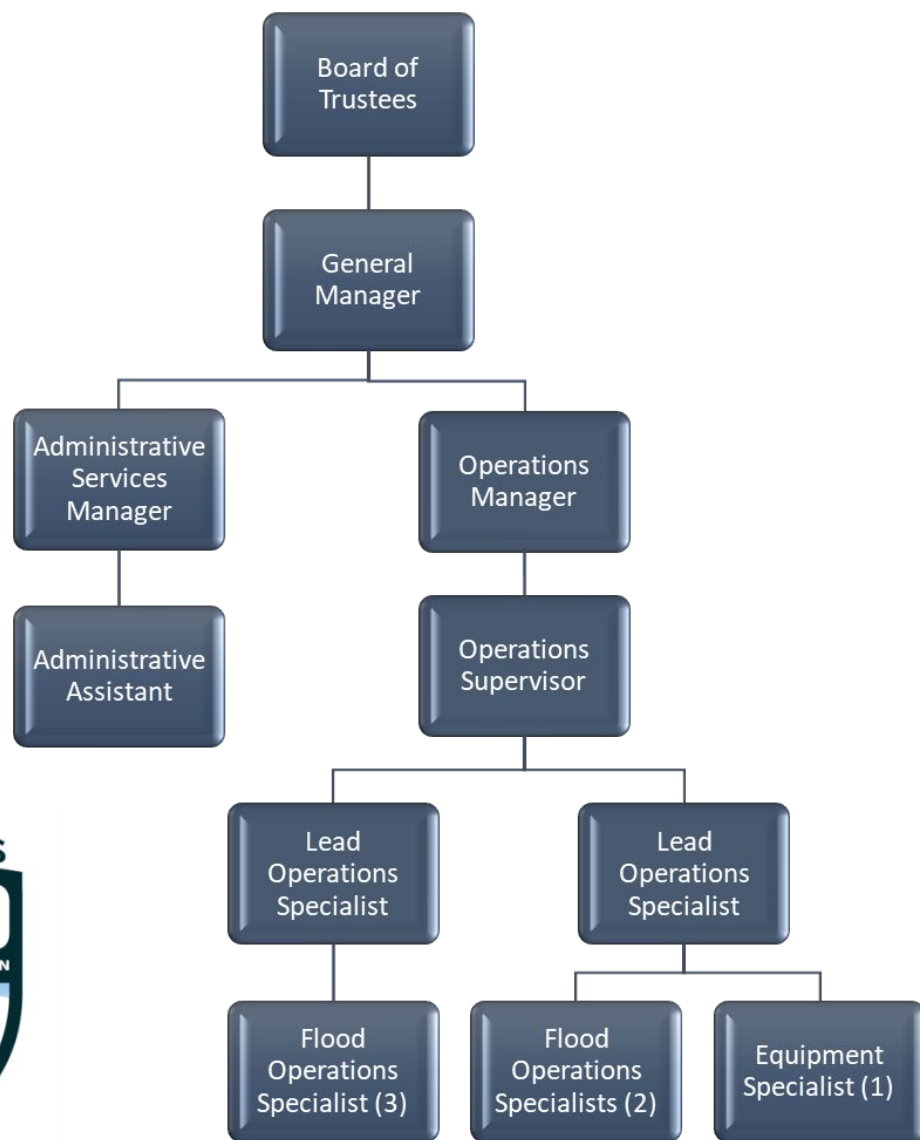 Board of
Trustees
General
Manager
Administrative
Services
Manager
Operations
Manager
Administrative
Assistant
Operations
Supervisor
Lead
Operations
Specialist
Lead
Operations
Specialist
Flood
Operations
Specialist (3)
Flood
Operations
Specialists (2)
Equipment
Specialist (1)